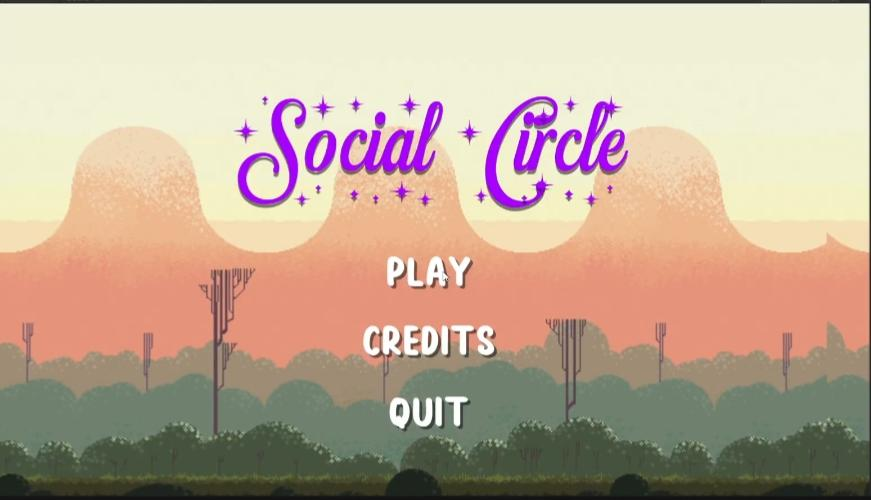 Social Circle
PLAY
CREDITS
QUIT